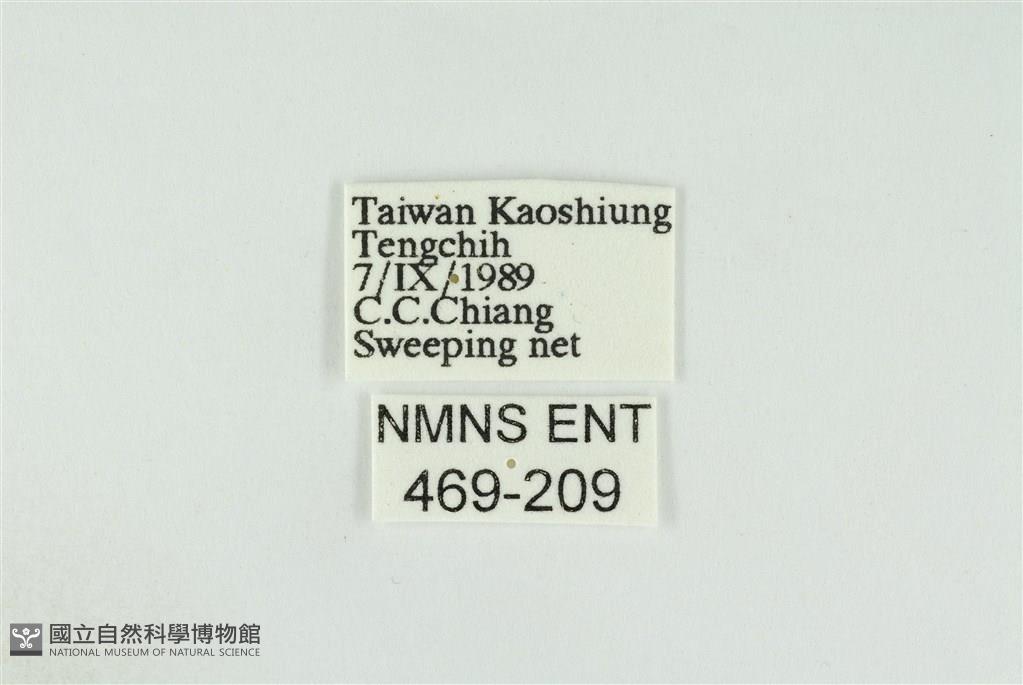 Taiwan Kaoshiung
Tengchih
7/IX/1989
C.C.Chiang
Sweeping net
NMNS ENT
469-209
國立自然科學博物館
NATIONAL MUSEUM OF NATURAL SCIENCE